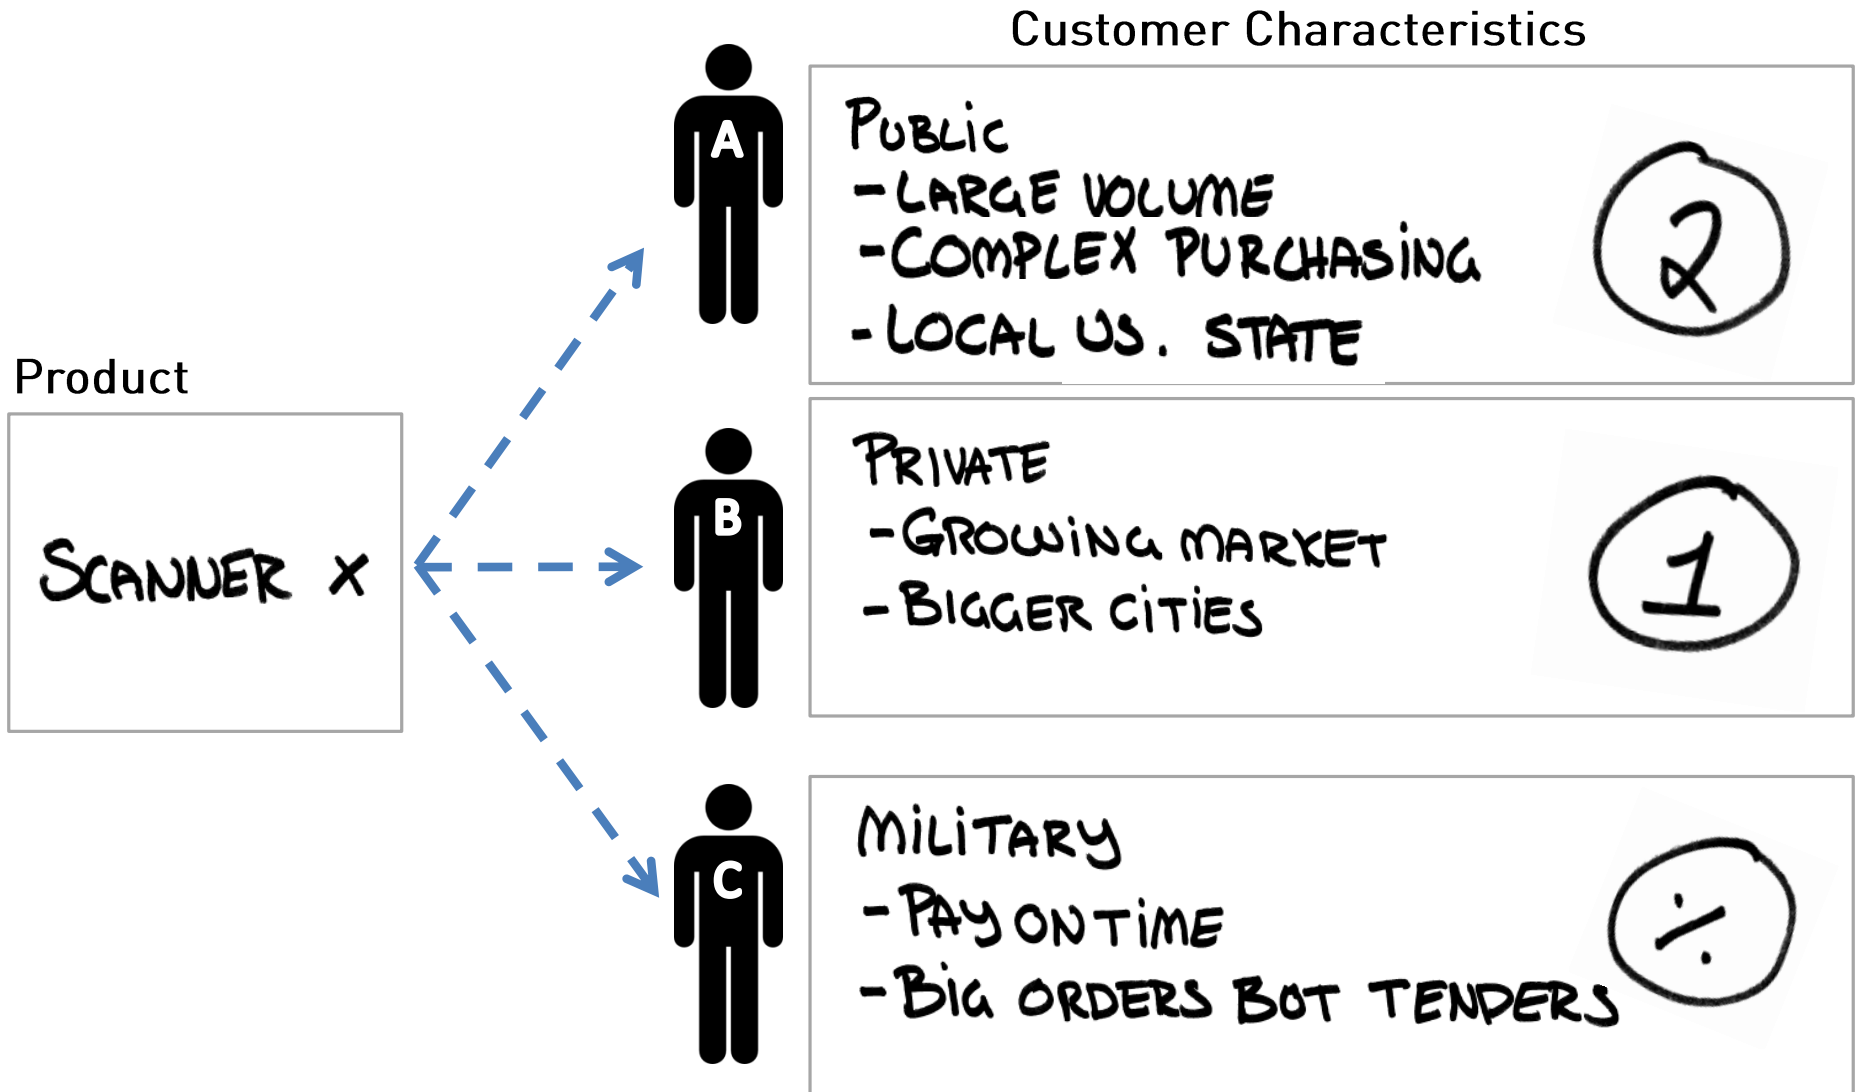 Customer Characteristics
A
PUBLiC
- LARGE VOLUME
- COMPLEX PURCHASiNG
- LOCAL US. STATE
2
Product
SCANNER X
B
PRIVATE
- GROWiNG MARKET
- BIGGER CiTiES
1
C
MiLiTARY
- PAY ON TiME
- BiG ORDERS BOT TENDERS
÷